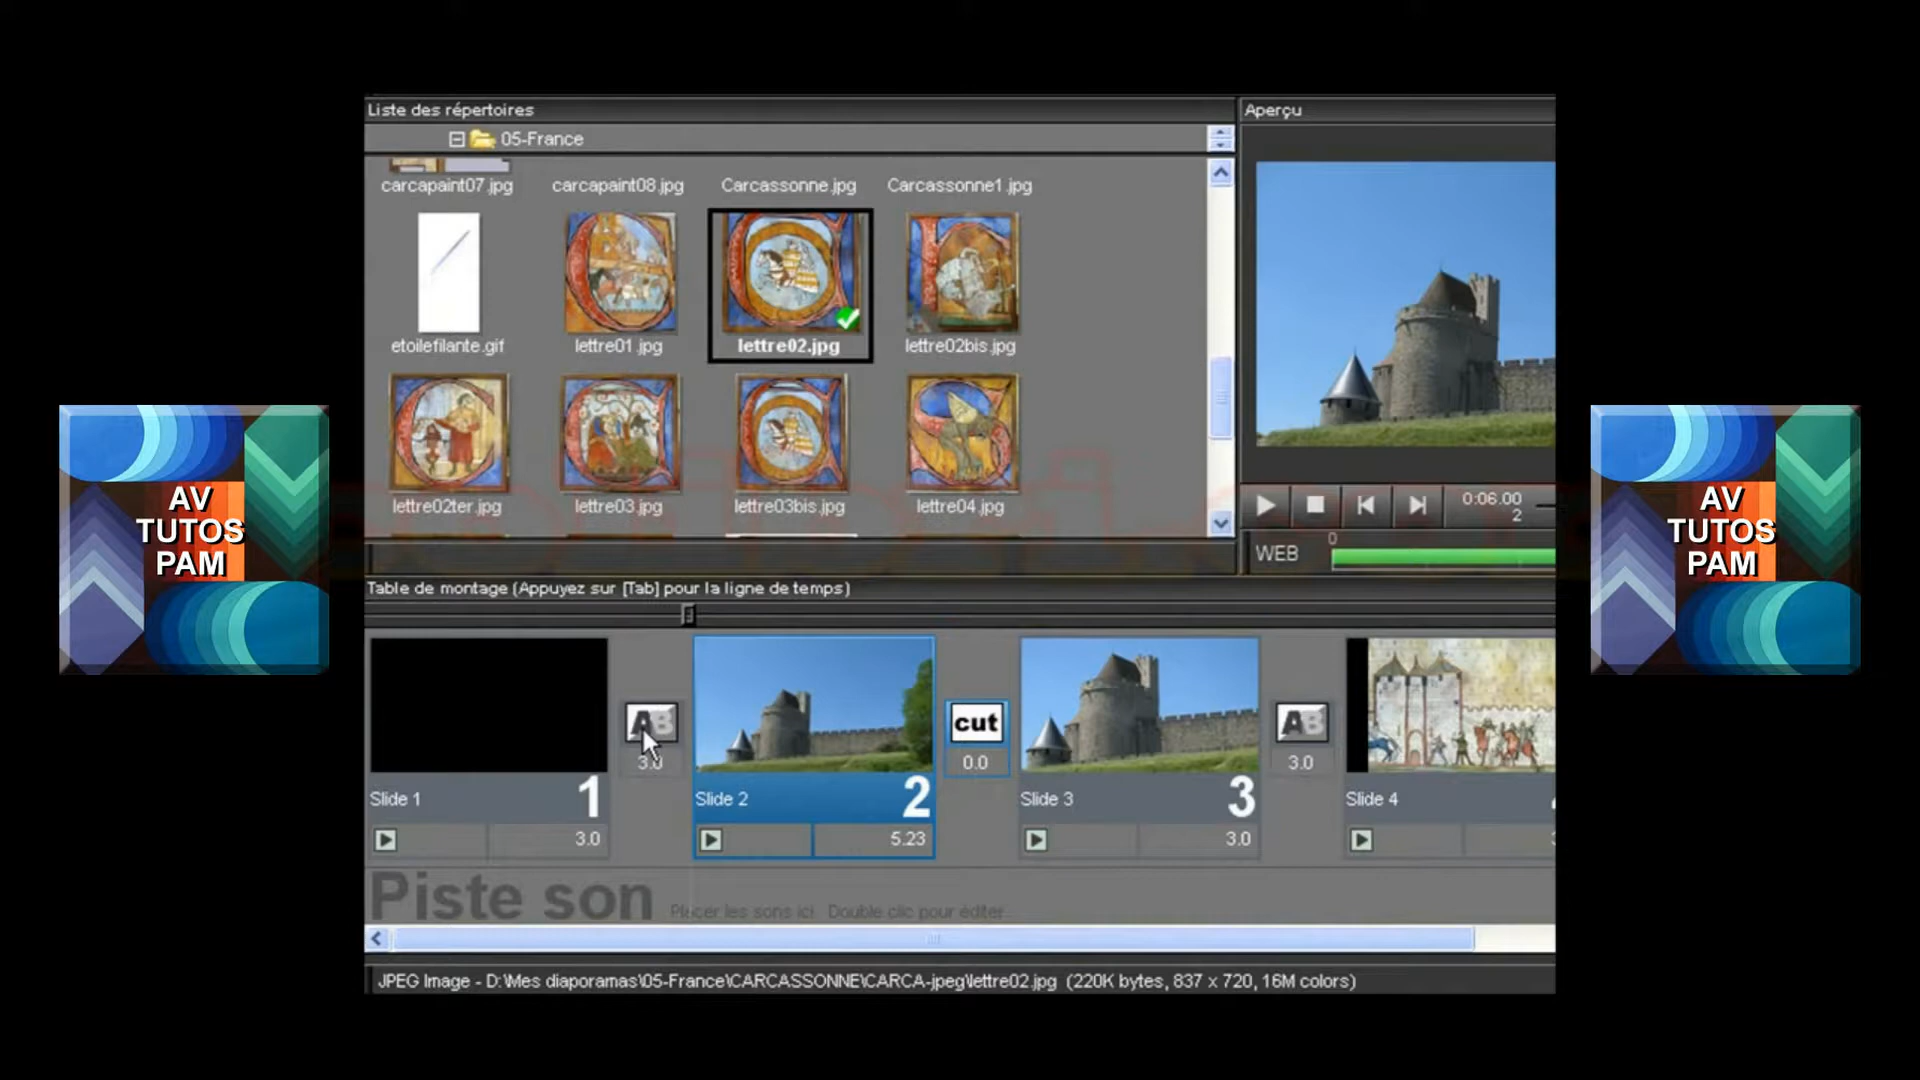 Liste des répertoires
Aperçu
05-France
carcapaint07.jpg
carcapaint08.jpg
Carcassonne.jpg
Carcassonne1.jpg
etoilefilante.gif
lettre01.jpg
lettre02.jpg
lettre02bis.jpg
lettre02ter.jpg
lettre03.jpg
lettre03bis.jpg
lettre04.jpg
0:06.00
2
WEB
0
AV
TUTOS
PAM
AV
TUTOS
PAM
Table de montage (Appuyez sur [Tab] pour la ligne de temps)
AB
3.0
cut
0.0
AB
3.0
Slide 1
1
Slide 2
2
Slide 3
3
Slide 4
3.0
5.23
3.0
Piste son
Placer les sons ici. Double clic pour éditer.
JPEG Image - D:\Mes diaporamas\05-France\CARCASSONNE\CARCA-jpeg\lettre02.jpg (220K bytes, 837 x 720, 16M colors)